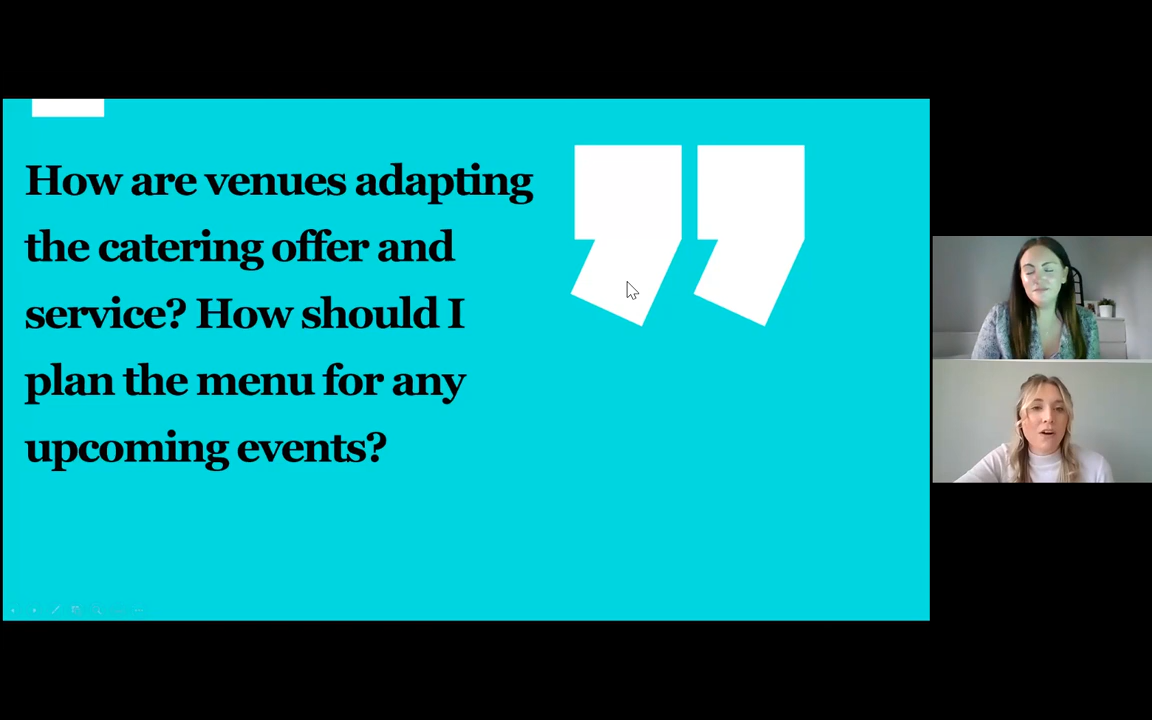 How are venues adapting
the catering offer and
service? How should I
plan the menu for any
upcoming events?